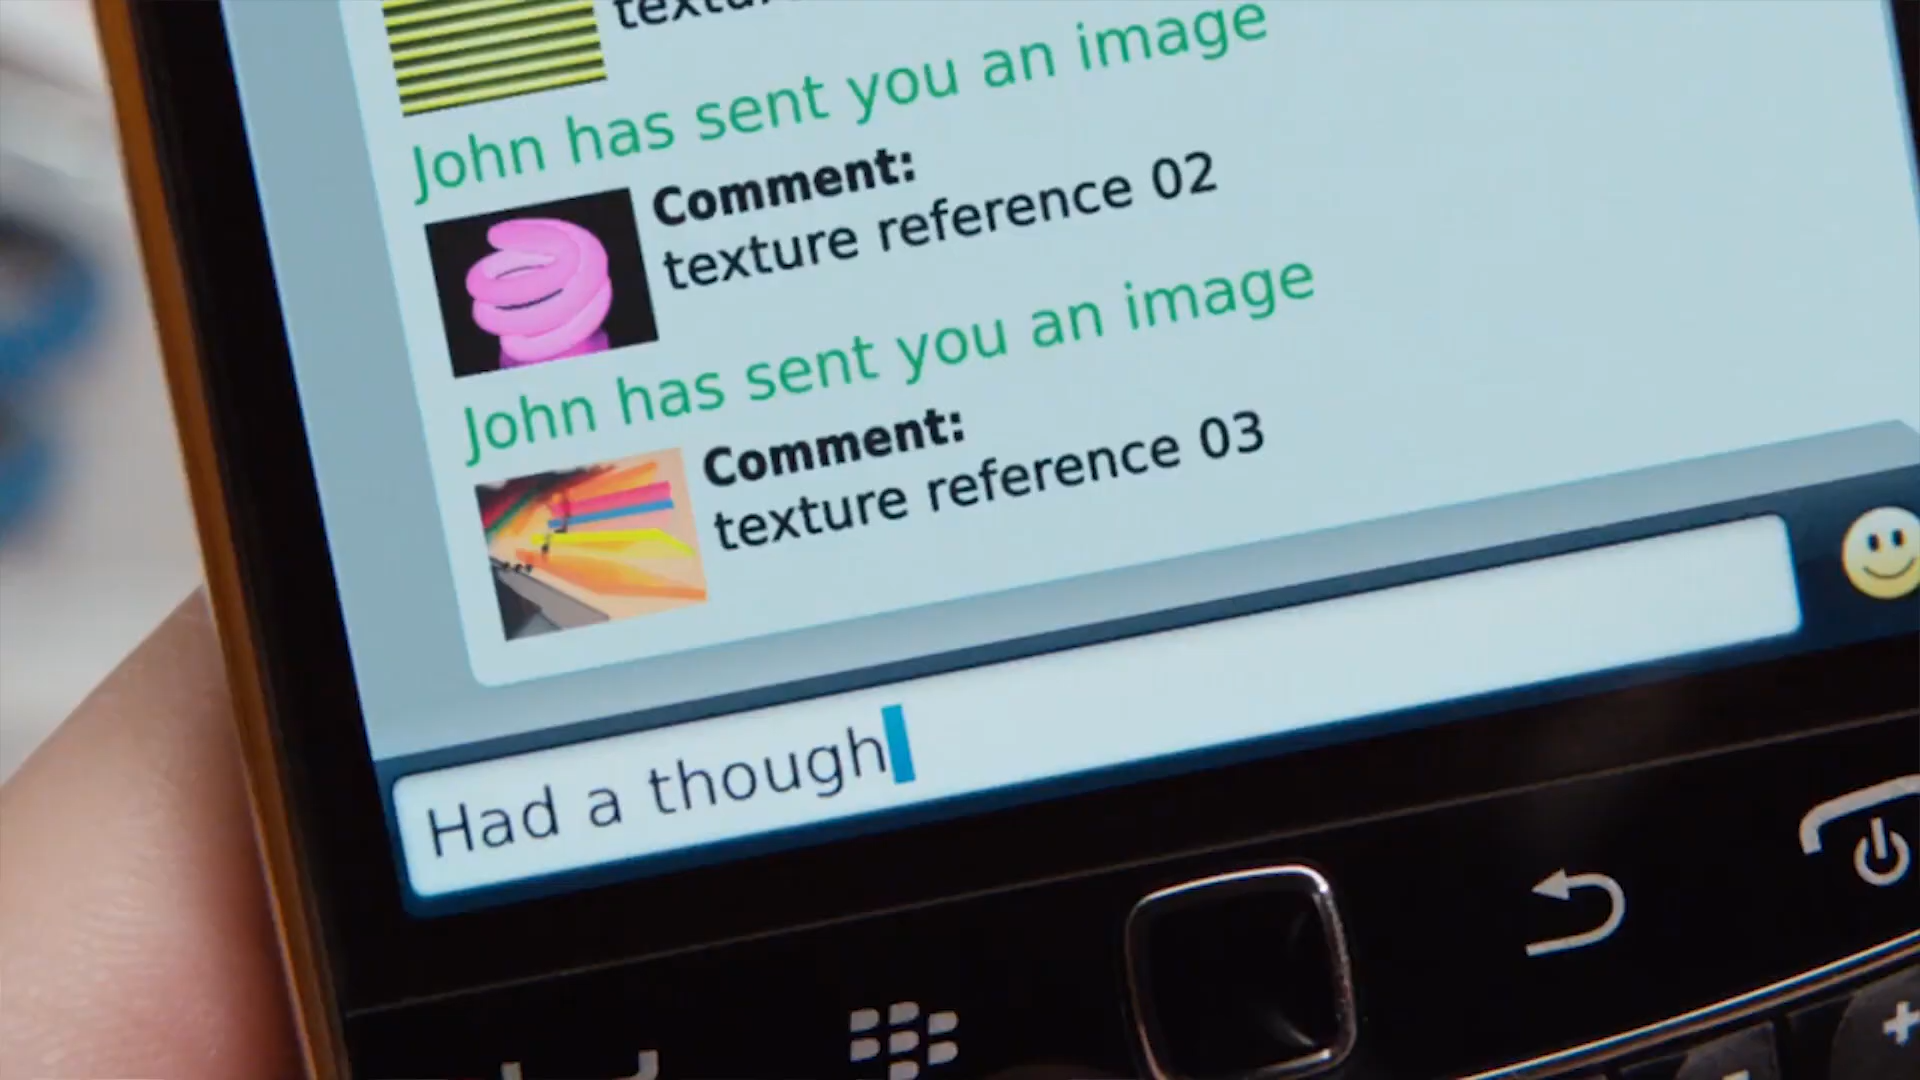 John has sent you an image
Comment:
texture reference 02
John has sent you an image
Comment:
texture reference 03
Had a though